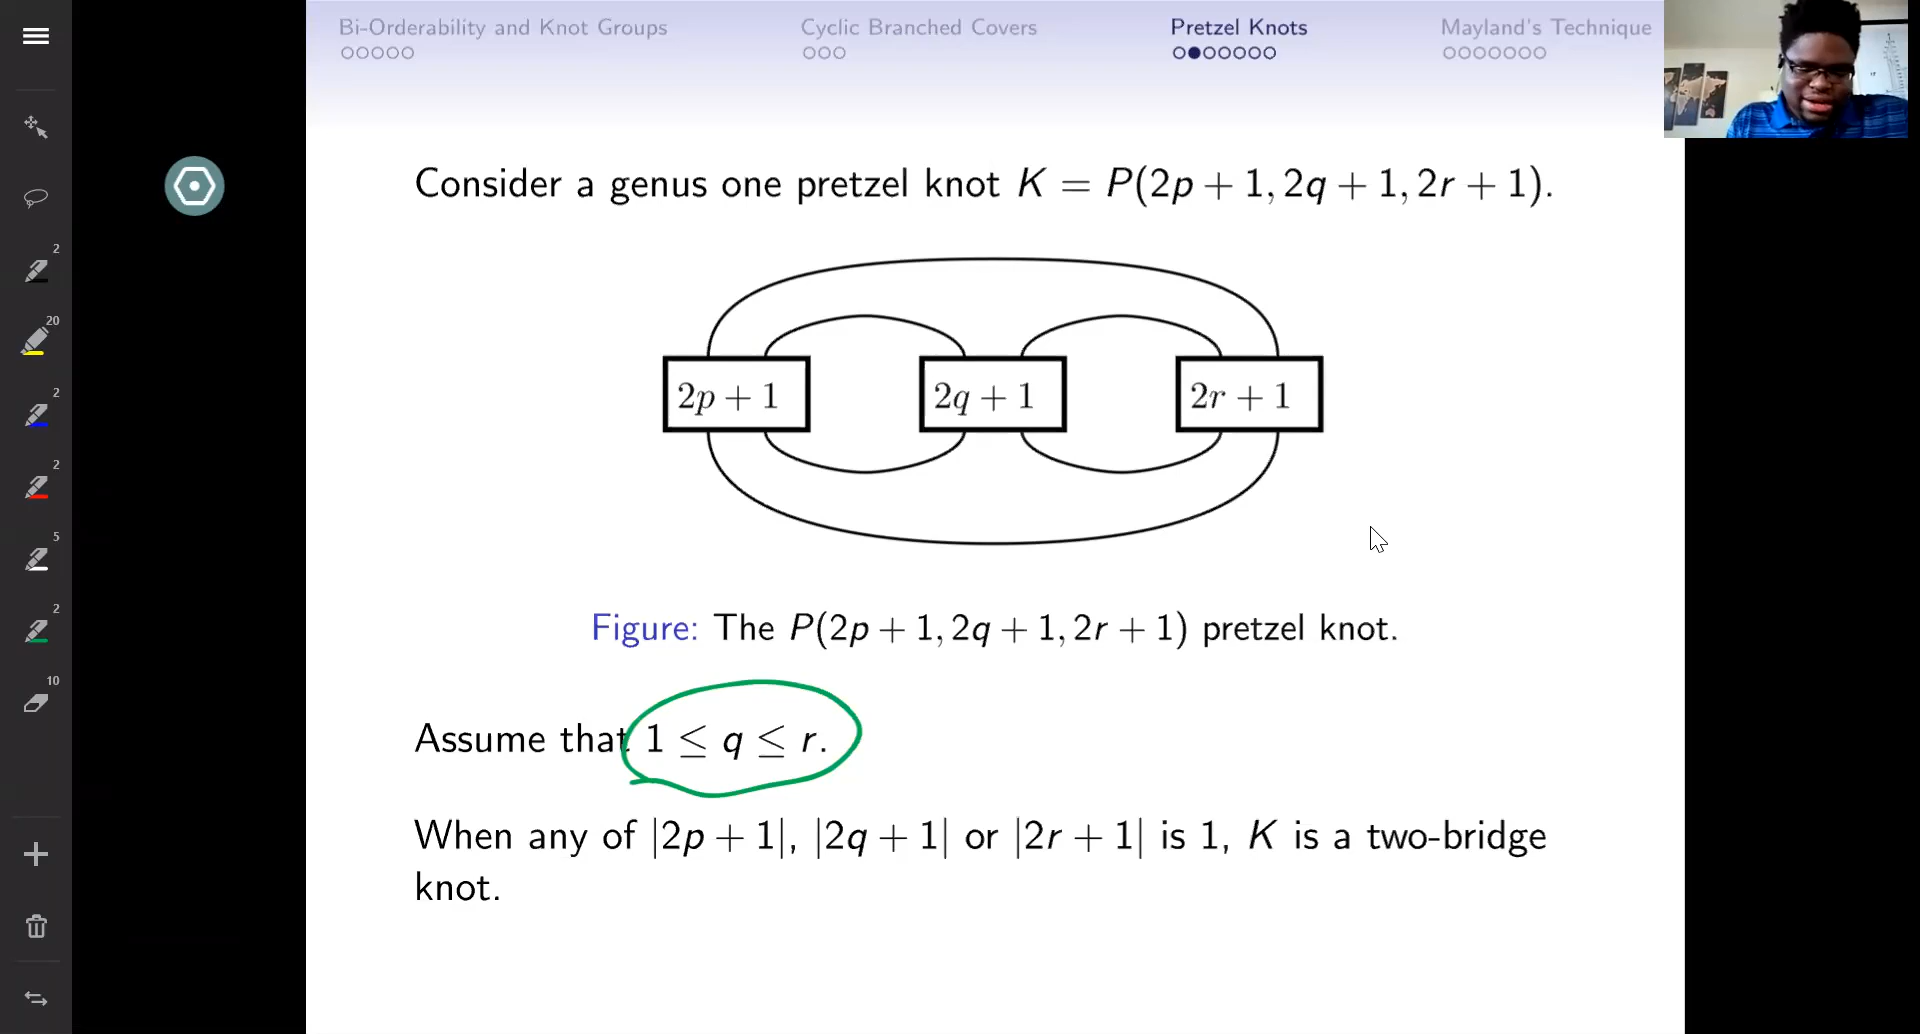 Bi-Orderability and Knot Groups Cyclic Branched Covers Pretzel Knots Mayland's Technique
Consider a genus one pretzel knot K = P(2p + 1, 2q + 1, 2r + 1).
2p + 1 2q + 1 2r + 1
Figure: The P(2p + 1, 2q + 1, 2r + 1) pretzel knot.
Assume that 1 ≤ q ≤ r.
When any of |2p + 1|, |2q + 1| or |2r + 1| is 1, K is a two-bridge
knot.
2
20
2
2
5
2
10